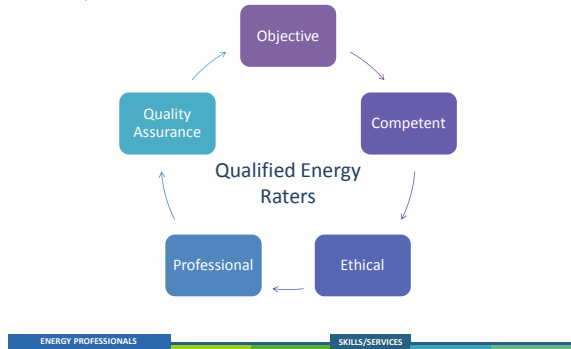 Objective
Competent
Ethical
Professional
Quality
Assurance
Qualified Energy
Raters
ENERGY PROFESSIONALS
SKILLS/SERVICES